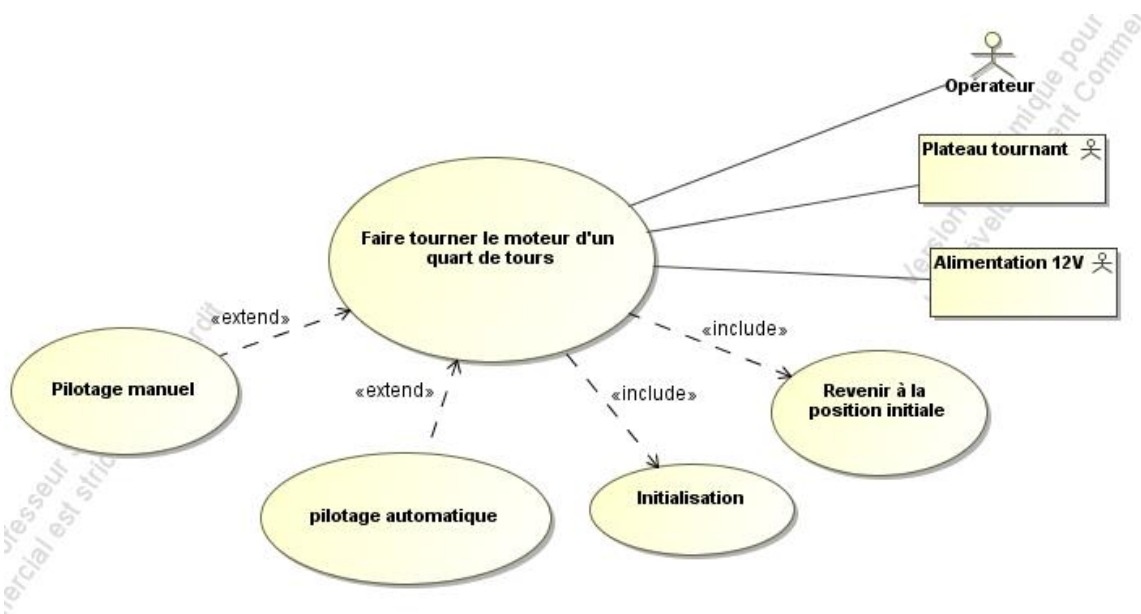 Opérateur
Plateau tournant
Faire tourner le moteur d'un
quart de tours
Alimentation 12V
«extend»
«include»
Pilotage manuel
«extend»
«include»
Revenir à la
position initiale
pilotage automatique
Initialisation